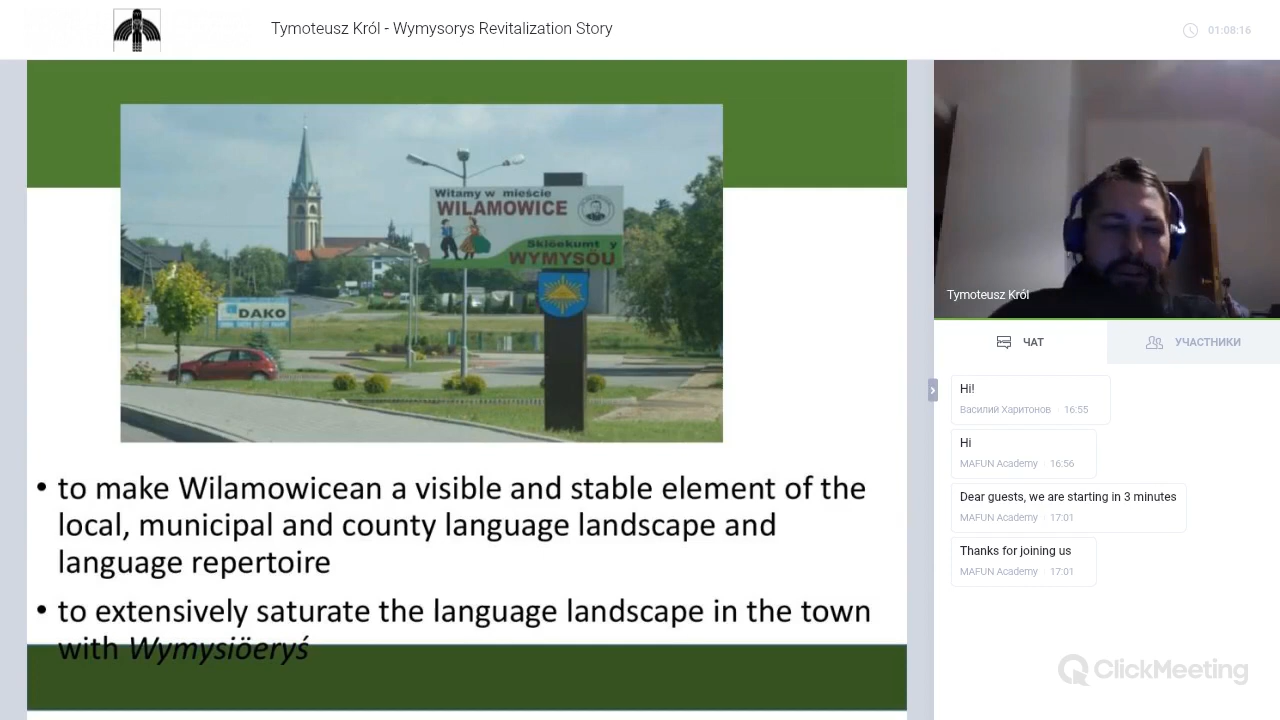 Tymoteusz Król - Wymysorys Revitalization Story
01:08:16
Witamy w mieście
WILAMOWICE
Skiöekumt y
WYMYSOU
DAKO
• to make Wilamowicean a visible and stable element of the
local, municipal and county language landscape and
language repertoire
• to extensively saturate the language landscape in the town
with Wymysiöeryś
Tymoteusz Król
ЧАТ
УЧАСТНИКИ
Hi!
Василий Харитонов 16:55
Hi
MAFUN Academy 16:56
Dear guests, we are starting in 3 minutes
MAFUN Academy 17:01
Thanks for joining us
MAFUN Academy 17:01
ClickMeeting